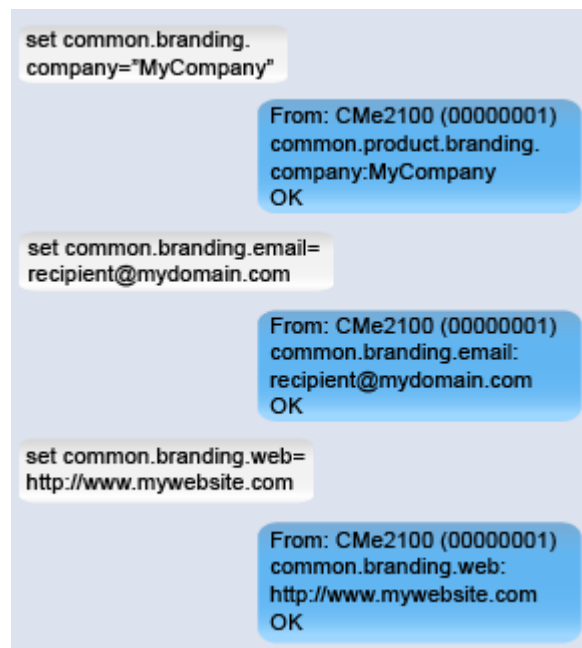 set common.branding.
company="MyCompany"
From: CMe2100 (00000001)
common.product.branding.
company:MyCompany
OK
set common.branding.email=
recipient@mydomain.com
From: CMe2100 (00000001)
common.branding.email:
recipient@mydomain.com
OK
set common.branding.web=
http://www.mywebsite.com
From: CMe2100 (00000001)
common.branding.web:
http://www.mywebsite.com
OK